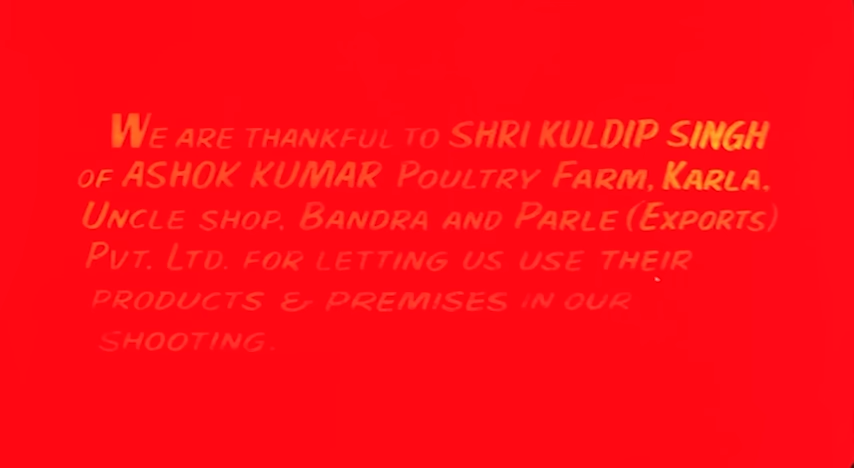 WE ARE THANKFUL TO SHRI KULDIP SINGH
OF ASHOK KUMAR POULTRY FARM, KARLA,
UNCLE SHOP, BANDRA AND PARLE (EXPORTS)
PVT. LTD. FOR LETTING US USE THEIR
PRODUCTS & PREMISES IN OUR
SHOOTING.